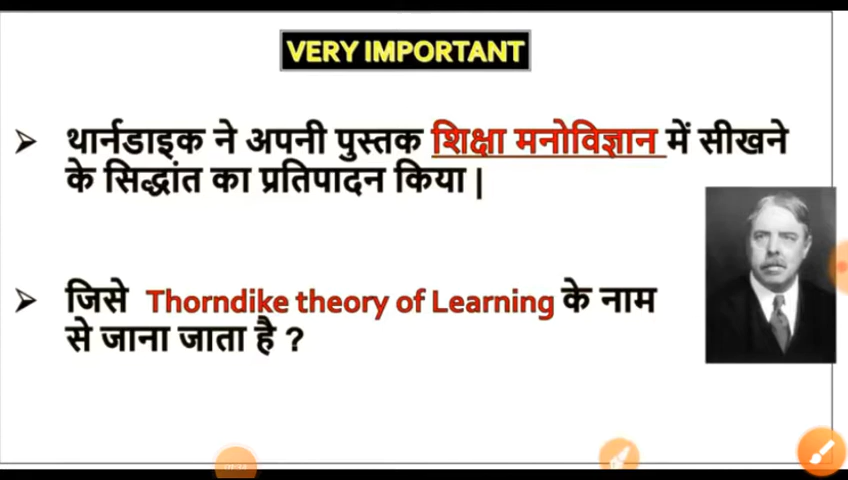 VERY IMPORTANT
➢ थार्नडाइक ने अपनी पुस्तक शिक्षा मनोविज्ञान में सीखने
के सिद्धांत का प्रतिपादन किया |
➢ जिसे Thorndike theory of Learning के नाम
से जाना जाता है ?